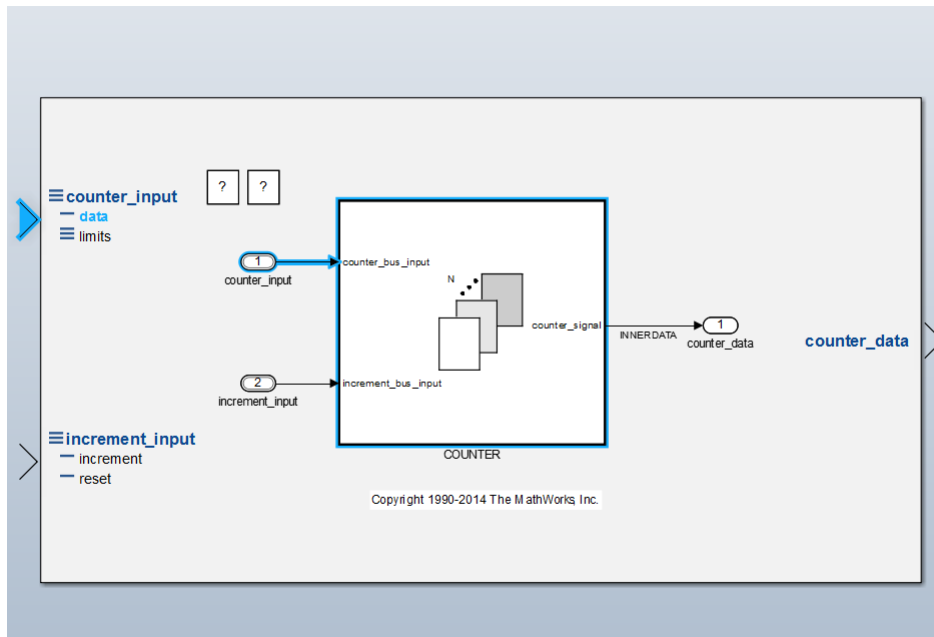 counter_input
data
limits
? ?
1
counter_input
counter_bus_input
N
counter_signal
INNERDATA
1
counter_data
counter_data
2
increment_input
increment_bus_input
increment_input
increment
reset
COUNTER
Copyright 1990-2014 The MathWorks, Inc.